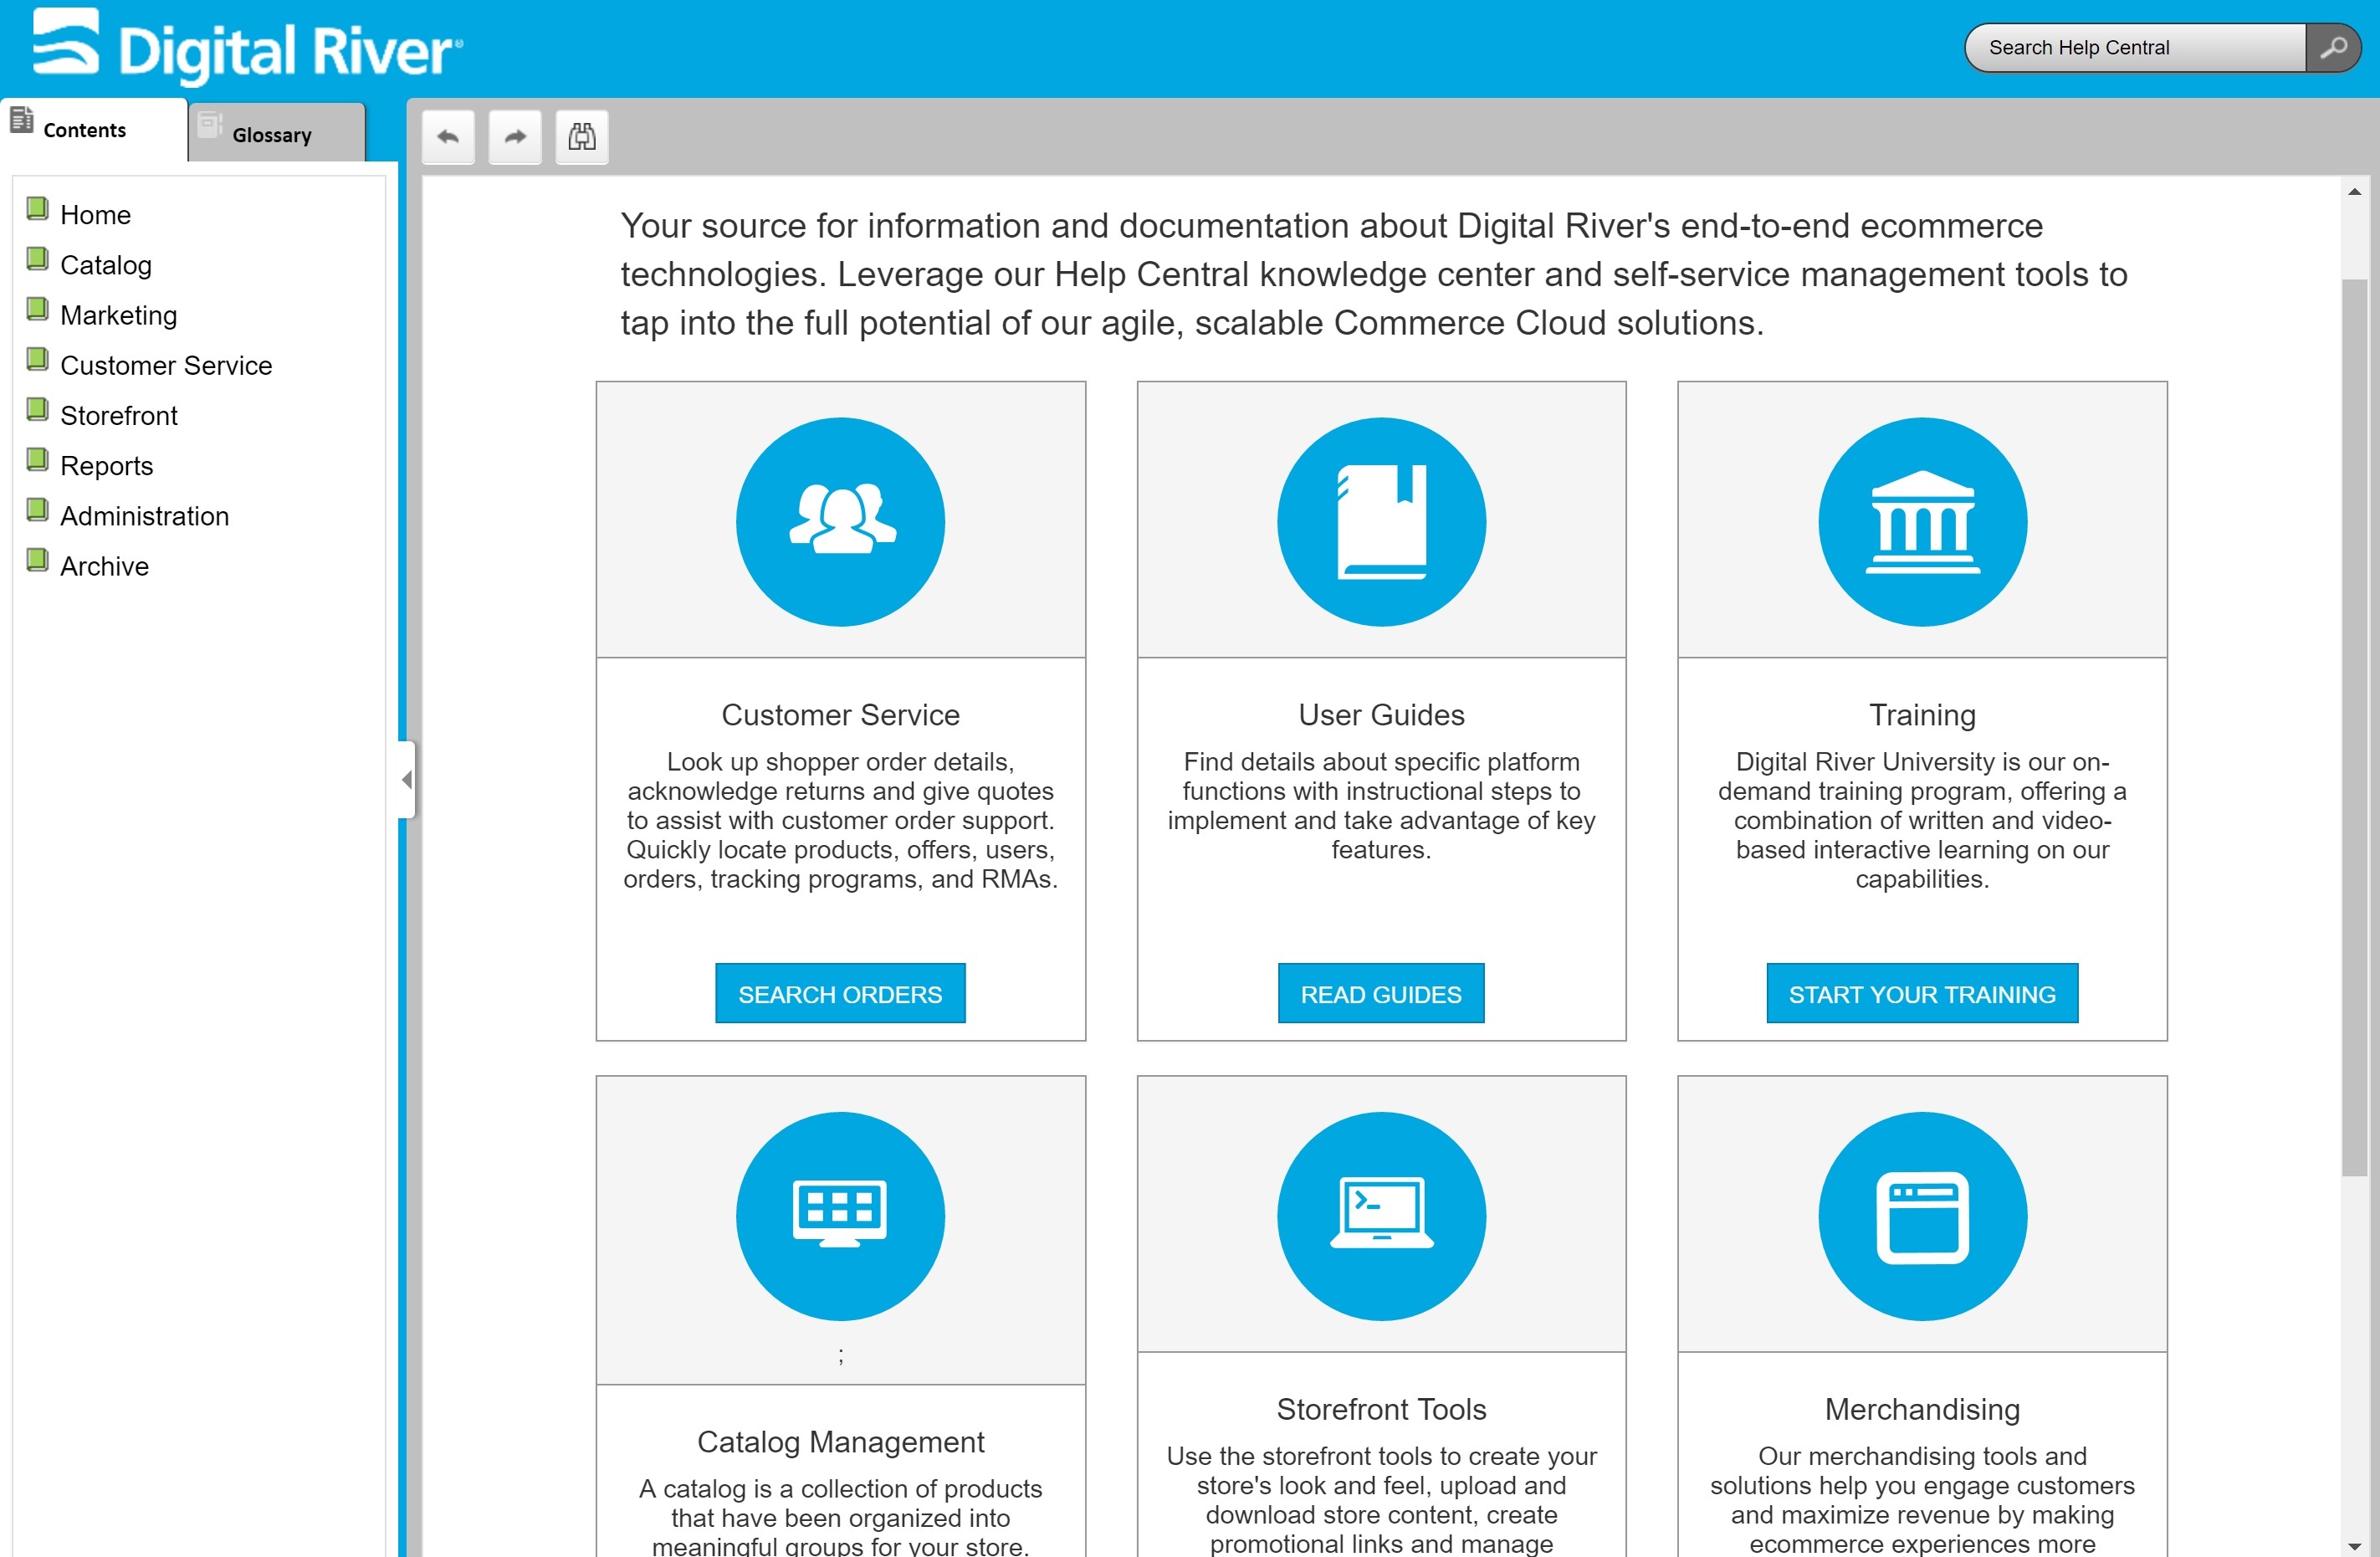 Digital River®
Search Help Central
Contents
Glossary
Home
Catalog
Marketing
Customer Service
Storefront
Reports
Administration
Archive
Your source for information and documentation about Digital River's end-to-end ecommerce
technologies. Leverage our Help Central knowledge center and self-service management tools to
tap into the full potential of our agile, scalable Commerce Cloud solutions.
Customer Service
Look up shopper order details,
acknowledge returns and give quotes
to assist with customer order support.
Quickly locate products, offers, users,
orders, tracking programs, and RMAs.
SEARCH ORDERS
User Guides
Find details about specific platform
functions with instructional steps to
implement and take advantage of key
features.
READ GUIDES
Training
Digital River University is our on-
demand training program, offering a
combination of written and video-
based interactive learning on our
capabilities.
START YOUR TRAINING
;
Catalog Management
A catalog is a collection of products
that have been organized into
meaningful groups for your store.
Storefront Tools
Use the storefront tools to create your
store's look and feel, upload and
download store content, create
promotional links and manage
Merchandising
Our merchandising tools and
solutions help you engage customers
and maximize revenue by making
ecommerce experiences more